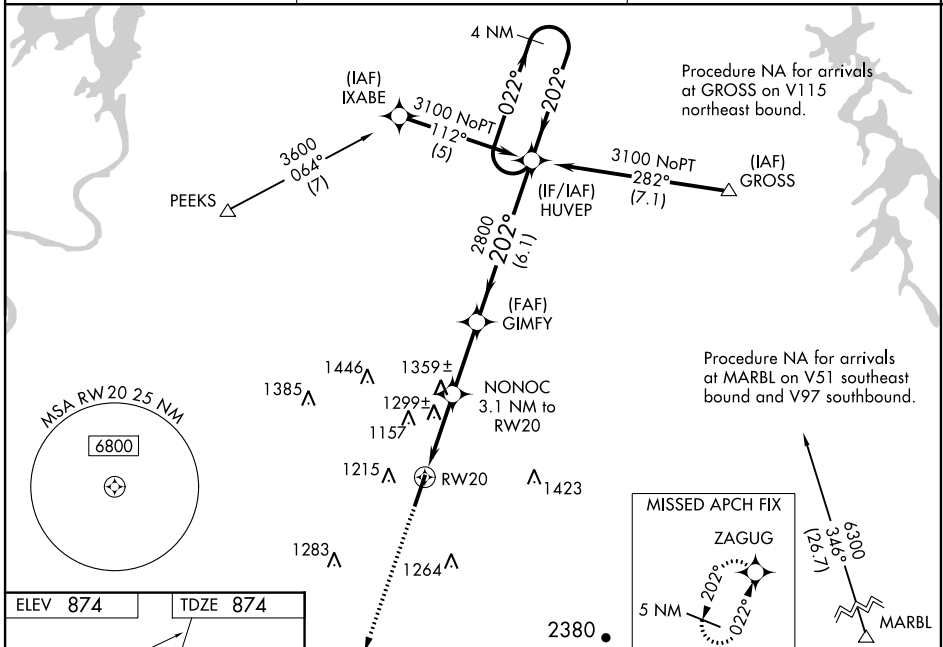 4 NM
022°
202°
(IAF)
IXABE
3100 NoPT
112°
(5)
Procedure NA for arrivals
at GROSS on V115
northeast bound.
3600
064°
(7)
PEEKS
3100 NoPT
282°
(7.1)
(IAF)
GROSS
(IF/IAF)
HUVEP
2800
202°
(6.1)
(FAF)
GIMFY
1446
1359±
1385
NONOC
3.1 NM to
RW20
1299±
1157
Procedure NA for arrivals
at MARBL on V51 southeast
bound and V97 southbound.
MSA RW20 25 NM
6800
1215
RW20
1423
MISSED APCH FIX
ZAGUG
202°
022°
5 NM
6300
346°
(26.7)
MARBL
1283
1264
ELEV 874
TDZE 874
2380